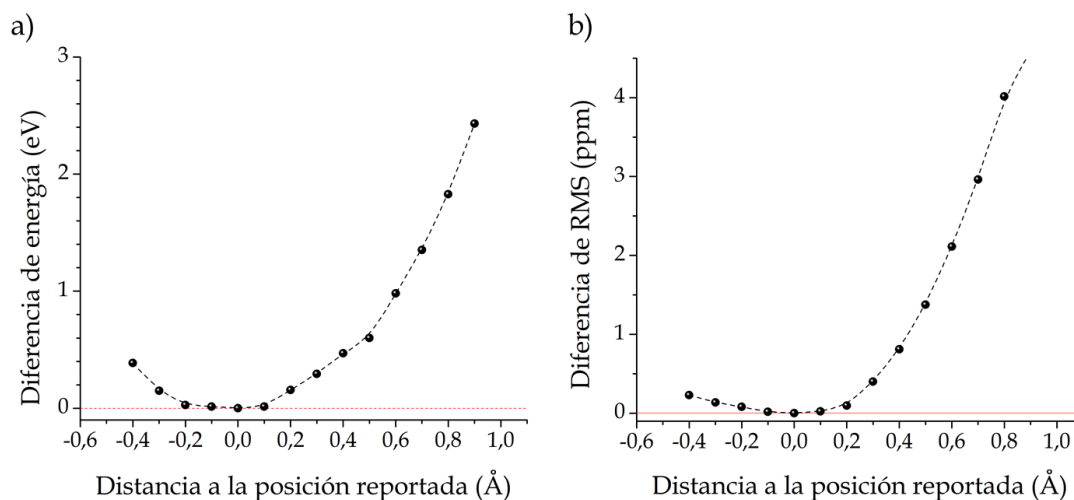 a)
3
2
1
0
-0,6 -0,4 -0,2 0,0 0,2 0,4 0,6 0,8 1,0
Diferencia de energía (eV)
Distancia a la posición reportada (Å)
b)
4
3
2
1
0
-0,6 -0,4 -0,2 0,0 0,2 0,4 0,6 0,8 1,0
Diferencia de RMS (ppm)
Distancia a la posición reportada (Å)